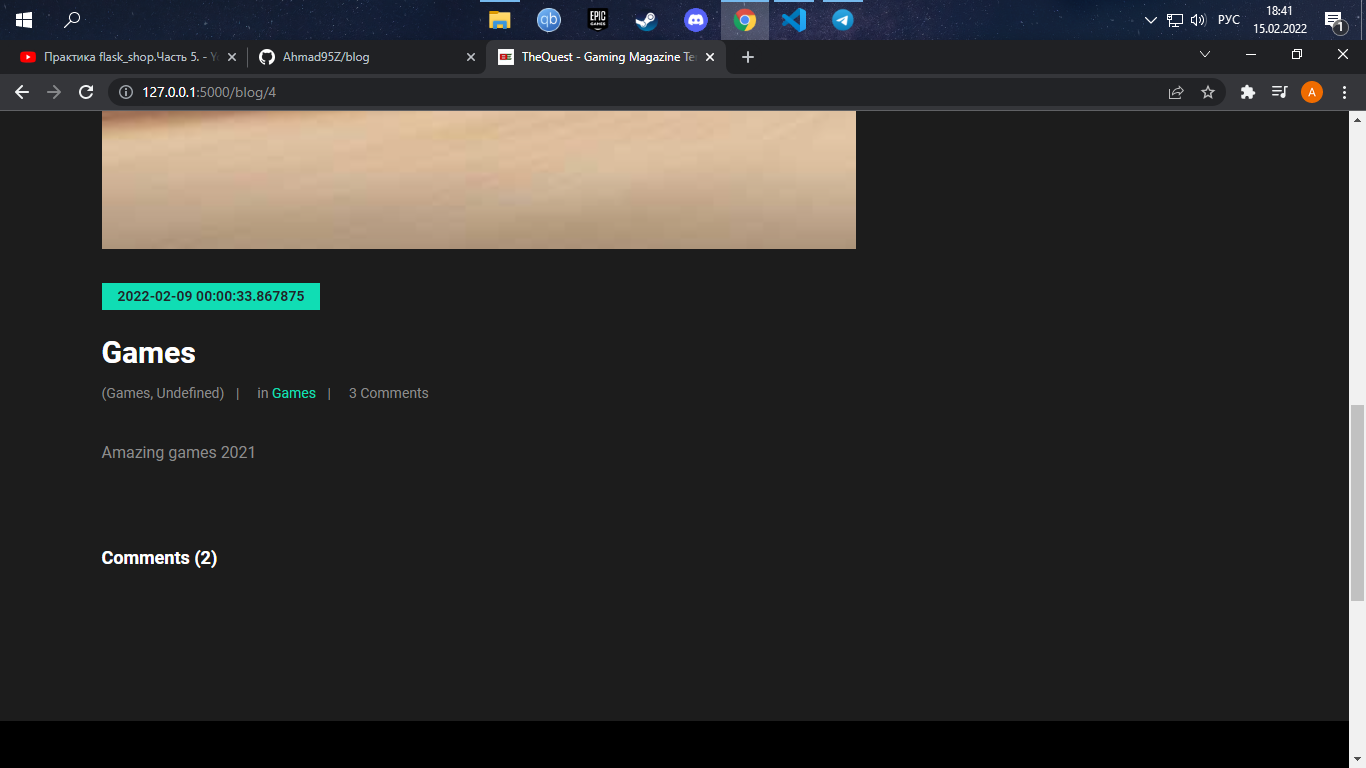 qb
EPIC
GAMES
РУС
18:41
15.02.2022
1
Практика flask_shop.Часть 5. - Y
Ahmad95Z/blog
TheQuest - Gaming Magazine Te
127.0.0.1:5000/blog/4
A
2022-02-09 00:00:33.867875
Games
(Games, Undefined) | in Games | 3 Comments
Amazing games 2021
Comments (2)